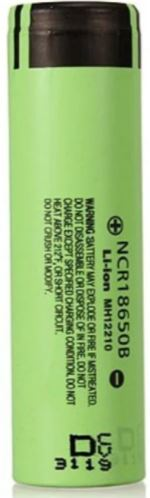 ⊕ NCR18650B ⊖
Li-ion MH12210
WARNING :BATTERY MAY EXPLODE OR FIRE IF MISTREATED.
DO NOT DISASSEMBLE OR DISPOSE OF IN FIRE. DO NOT
CHARGE EXCEPT SPECIFIED CHARGING CONDITION, DO NOT
HEAT ABOVE 212°F, OR SHORT CIRCUIT.
DO NOT CRUSH OR MODIFY.
3119